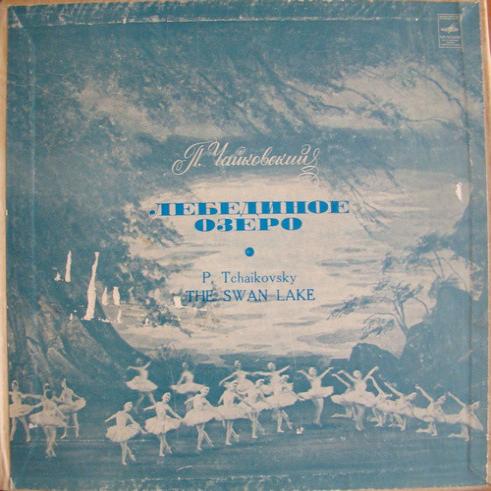 П. Чайковский
ЛЕБЕДИНОЕ
ОЗЕРО
P. Tchaikovsky
THE SWAN LAKE